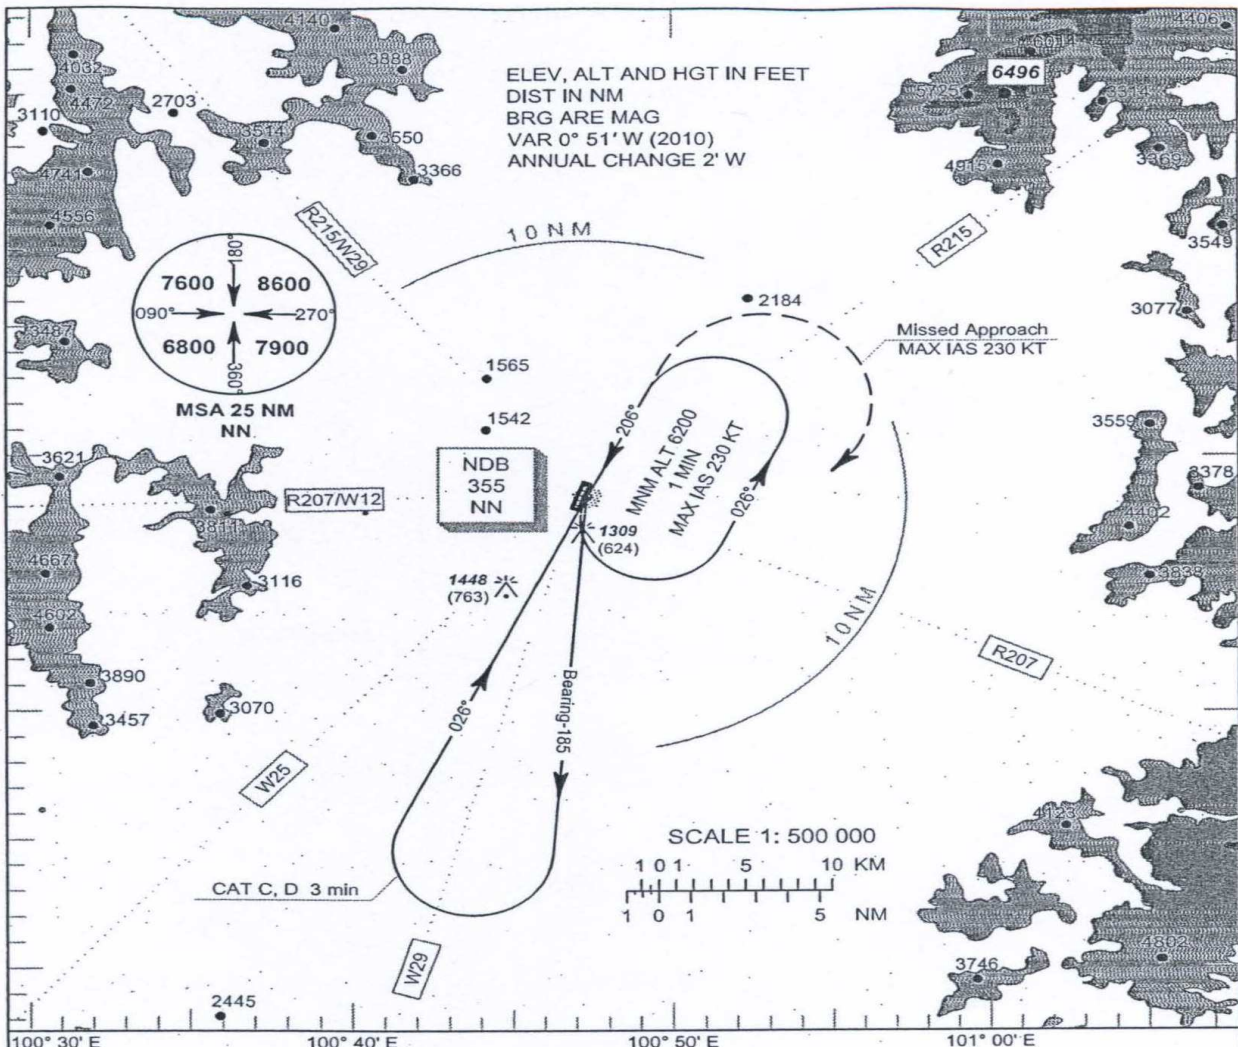 4140
4406
4032
3888
ELEV, ALT AND HGT IN FEET
DIST IN NM
BRG ARE MAG
VAR 0° 51' W (2010)
ANNUAL CHANGE 2' W
6496
5725
3514
4472
2703
3110
3514
3550
3366
4741
4915
3369
4556
R215/W29
10 NM
R215
3549
180°
7600
8600
090°
270°
6800
7900
360°
MSA 25 NM
NN
3487
2184
3077
Missed Approach
MAX IAS 230 KT
1565
1542
206°
MNM ALT 6200
1 MIN
MAX IAS 230 KT
026°
3559
3378
3621
NDB
355
NN
R207/W12
3811
1309
(624)
4402
4667
3116
1448
(763)
3838
4602
10 NM
R207
3890
3457
3070
026°
Bearing-185
W25
SCALE 1: 500 000
1 0 1 5 10 KM
1 0 1 5 NM
4123
CAT C, D 3 min
W29
4802
3746
2445
100° 30' E
100° 40' E
100° 50' E
101° 00' E